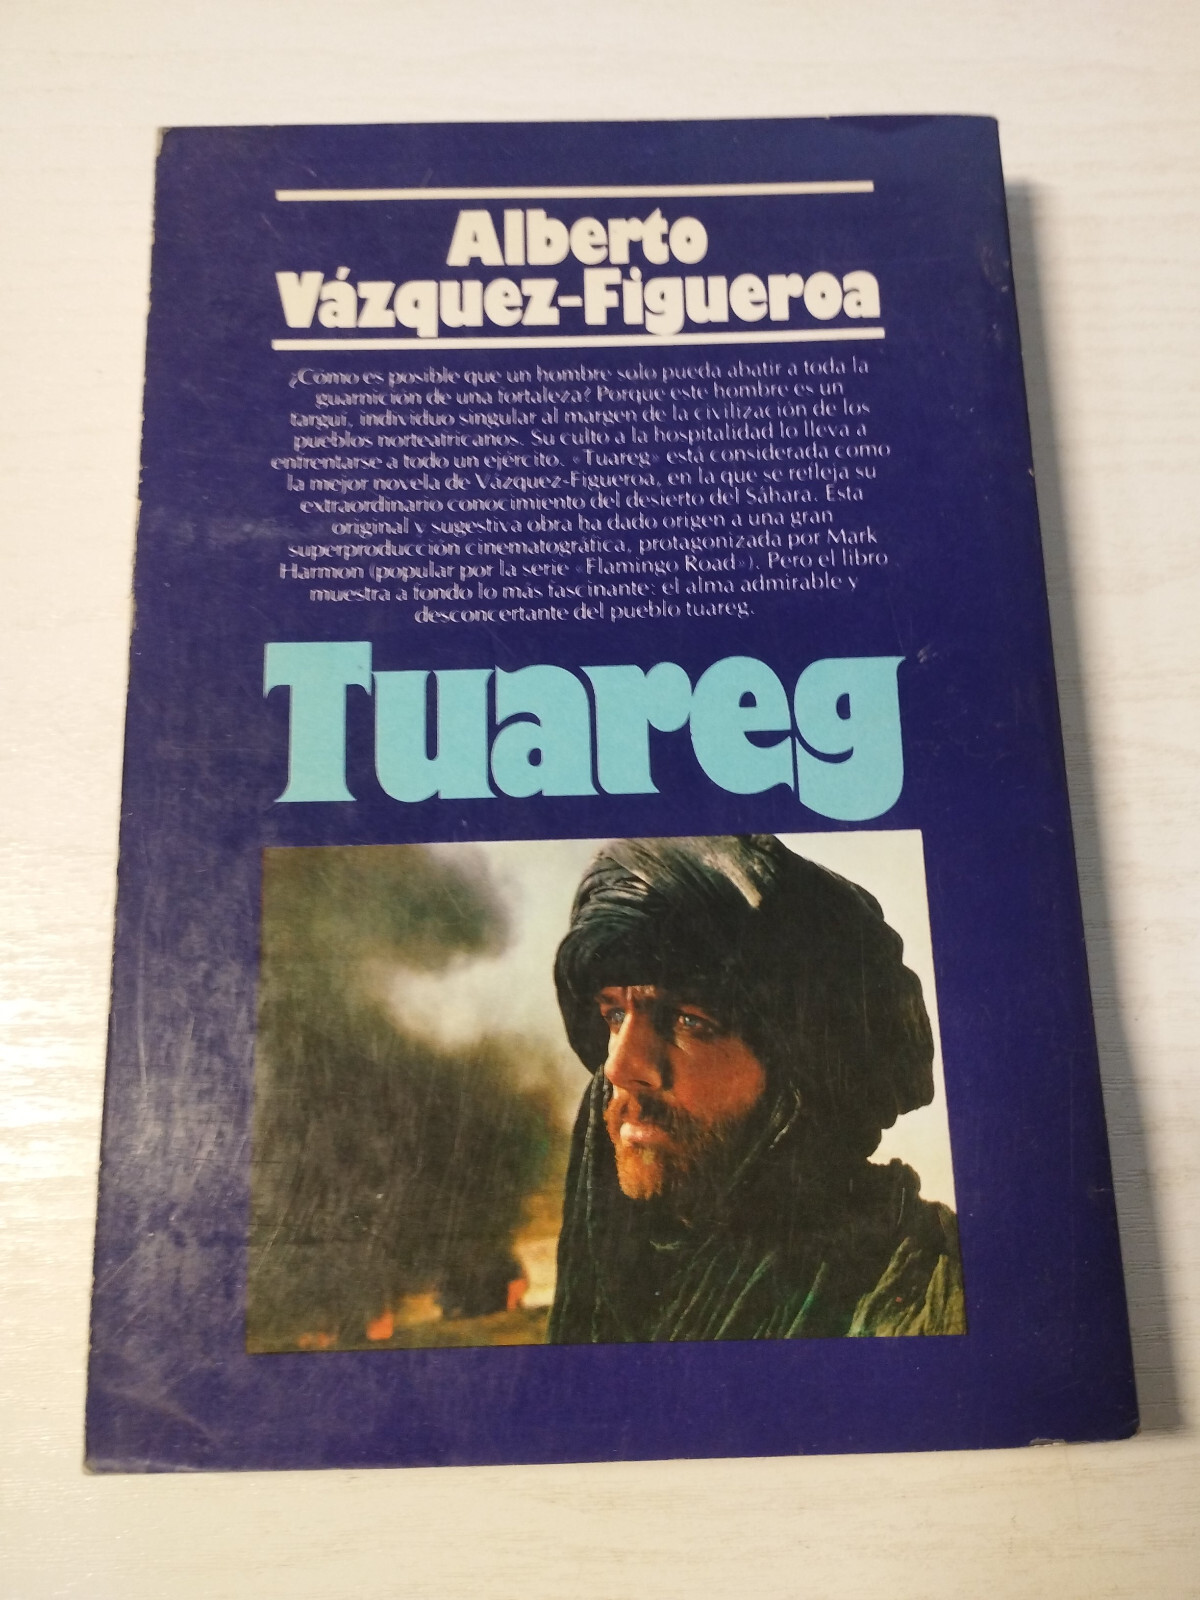 Alberto
Vázquez-Figueroa
¿Cómo es posible que un hombre solo pueda abatir a toda la
guarnición de una fortaleza? Porque este hombre es un
targuí, individuo singular al margen de la civilización de los
pueblos norteafricanos. Su culto a la hospitalidad lo lleva a
enfrentarse a todo un ejército. «Tuareg» está considerada como
la mejor novela de Vázquez-Figueroa, en la que se refleja su
extraordinario conocimiento del desierto del Sáhara. Esta
original y sugestiva obra ha dado origen a una gran
superproducción cinematográfica, protagonizada por Mark
Harmon (popular por la serie «Flamingo Road»). Pero el libro
muestra a fondo lo más fascinante: el alma admirable y
desconcertante del pueblo tuareg.
Tuareg